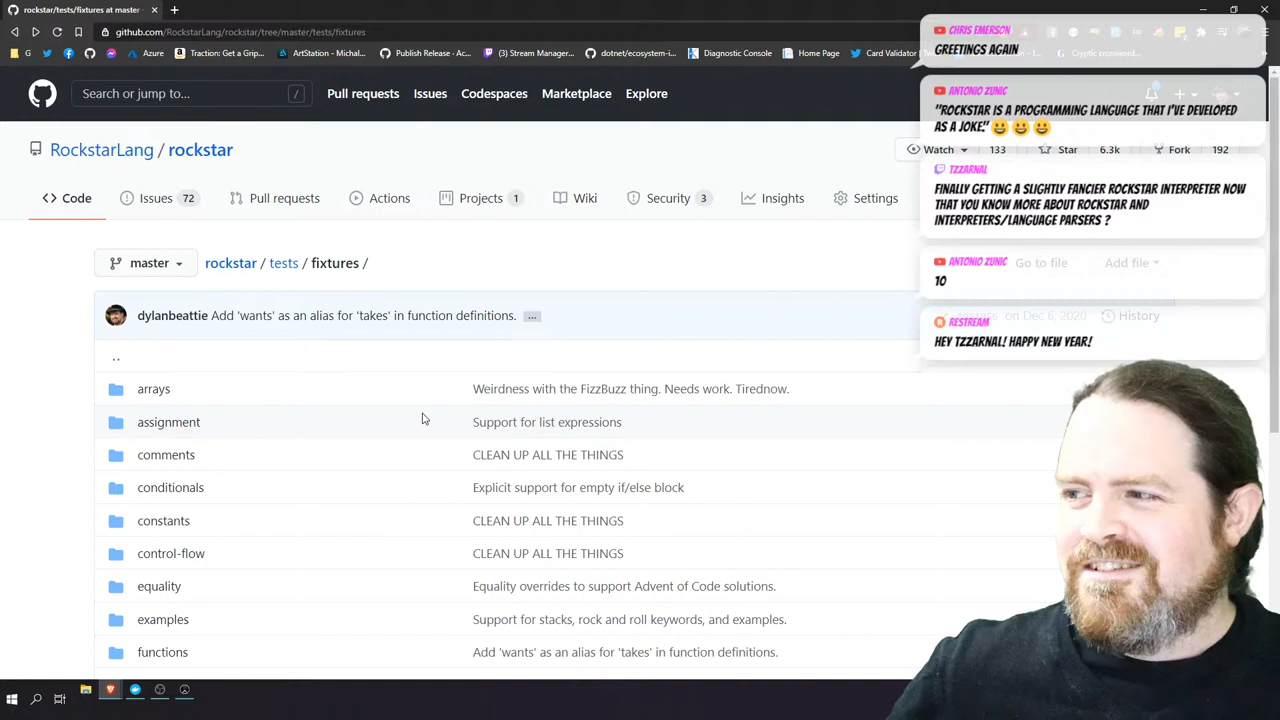 rockstar/tests/fixtures at master
github.com/RockstarLang/rockstar/tree/master/tests/fixtures
G
Azure
Traction: Get a Grip...
ArtStation - Michal...
Publish Release · Ac...
(3) Stream Manager...
dotnet/ecosystem-i...
Diagnostic Console
Home Page
Card Validator
Cryptic crossword...
Search or jump to...
/
Pull requests
Issues
Codespaces
Marketplace
Explore
RockstarLang / rockstar
Watch
133
Star
6.3k
Fork
192
Code
Issues 72
Pull requests
Actions
Projects 1
Wiki
Security 3
Insights
Settings
master
rockstar / tests / fixtures /
Go to file
Add file
dylanbeattie Add 'wants' as an alias for 'takes' in function definitions. ...
on Dec 6, 2020
History
..
arrays
Weirdness with the FizzBuzz thing. Needs work. Tirednow.
assignment
Support for list expressions
comments
CLEAN UP ALL THE THINGS
conditionals
Explicit support for empty if/else block
constants
CLEAN UP ALL THE THINGS
control-flow
CLEAN UP ALL THE THINGS
equality
Equality overrides to support Advent of Code solutions.
examples
Support for stacks, rock and roll keywords, and examples.
functions
Add 'wants' as an alias for 'takes' in function definitions.
CHRIS EMERSON
GREETINGS AGAIN
ANTONIO ZUNIC
"ROCKSTAR IS A PROGRAMMING LANGUAGE THAT I'VE DEVELOPED
AS A JOKE." 😀😀😀
TZZARNAL
FINALLY GETTING A SLIGHTLY FANCIER ROCKSTAR INTERPRETER NOW
THAT YOU KNOW MORE ABOUT ROCKSTAR AND
INTERPRETERS/LANGUAGE PARSERS ?
ANTONIO ZUNIC
10
RESTREAM
HEY TZZARNAL! HAPPY NEW YEAR!